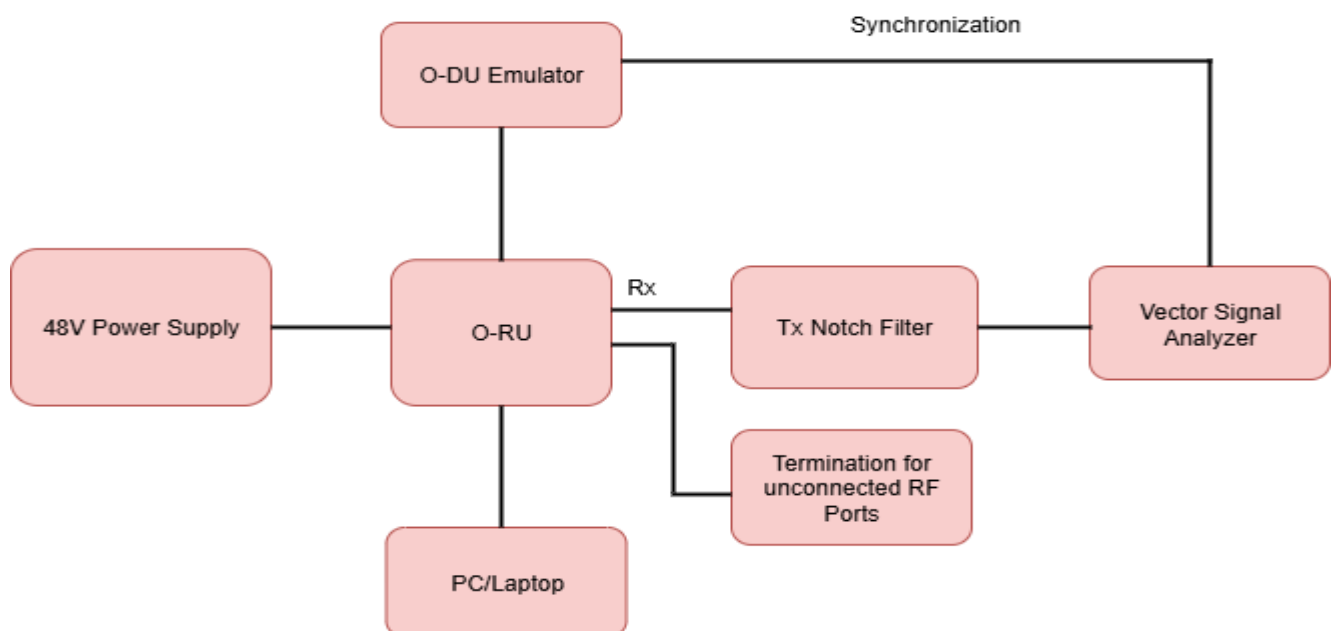 Synchronization
O-DU Emulator
48V Power Supply
O-RU
Rx
Tx Notch Filter
Vector Signal
Analyzer
Termination for
unconnected RF
Ports
PC/Laptop